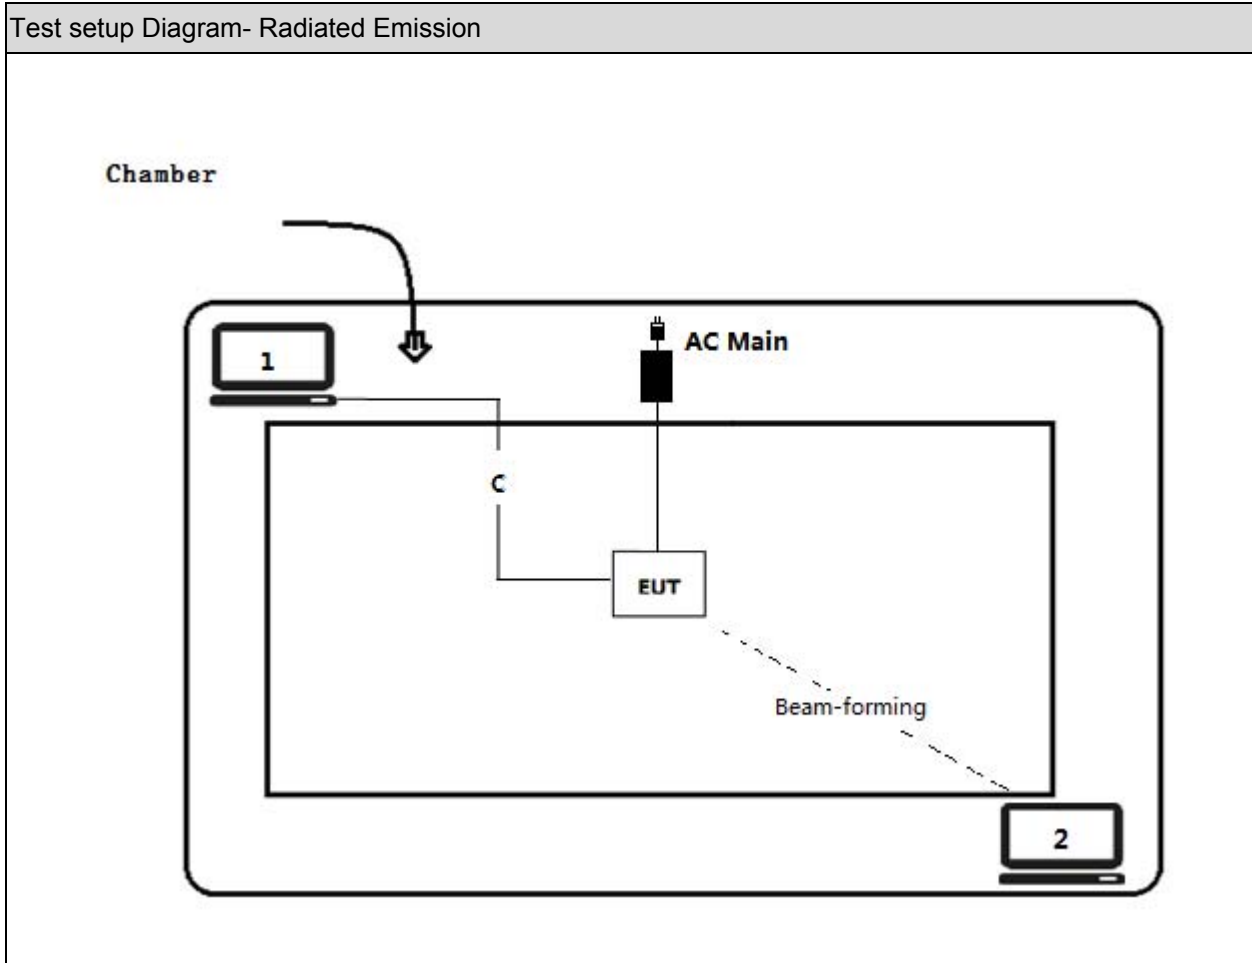 Test setup Diagram- Radiated Emission
Chamber
1
AC Main
C
EUT
Beam-forming
2